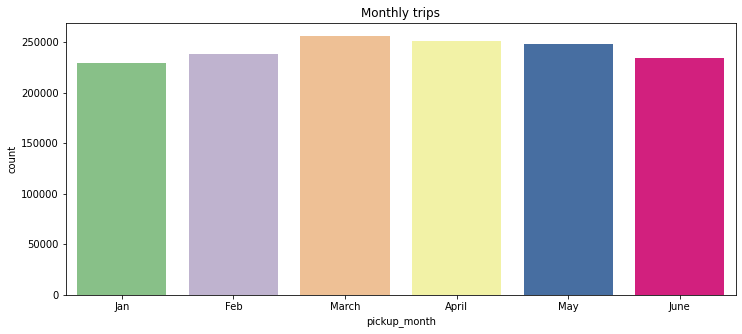 Monthly trips
250000
200000
150000
100000
50000
0
count
Jan Feb March April May June
pickup_month